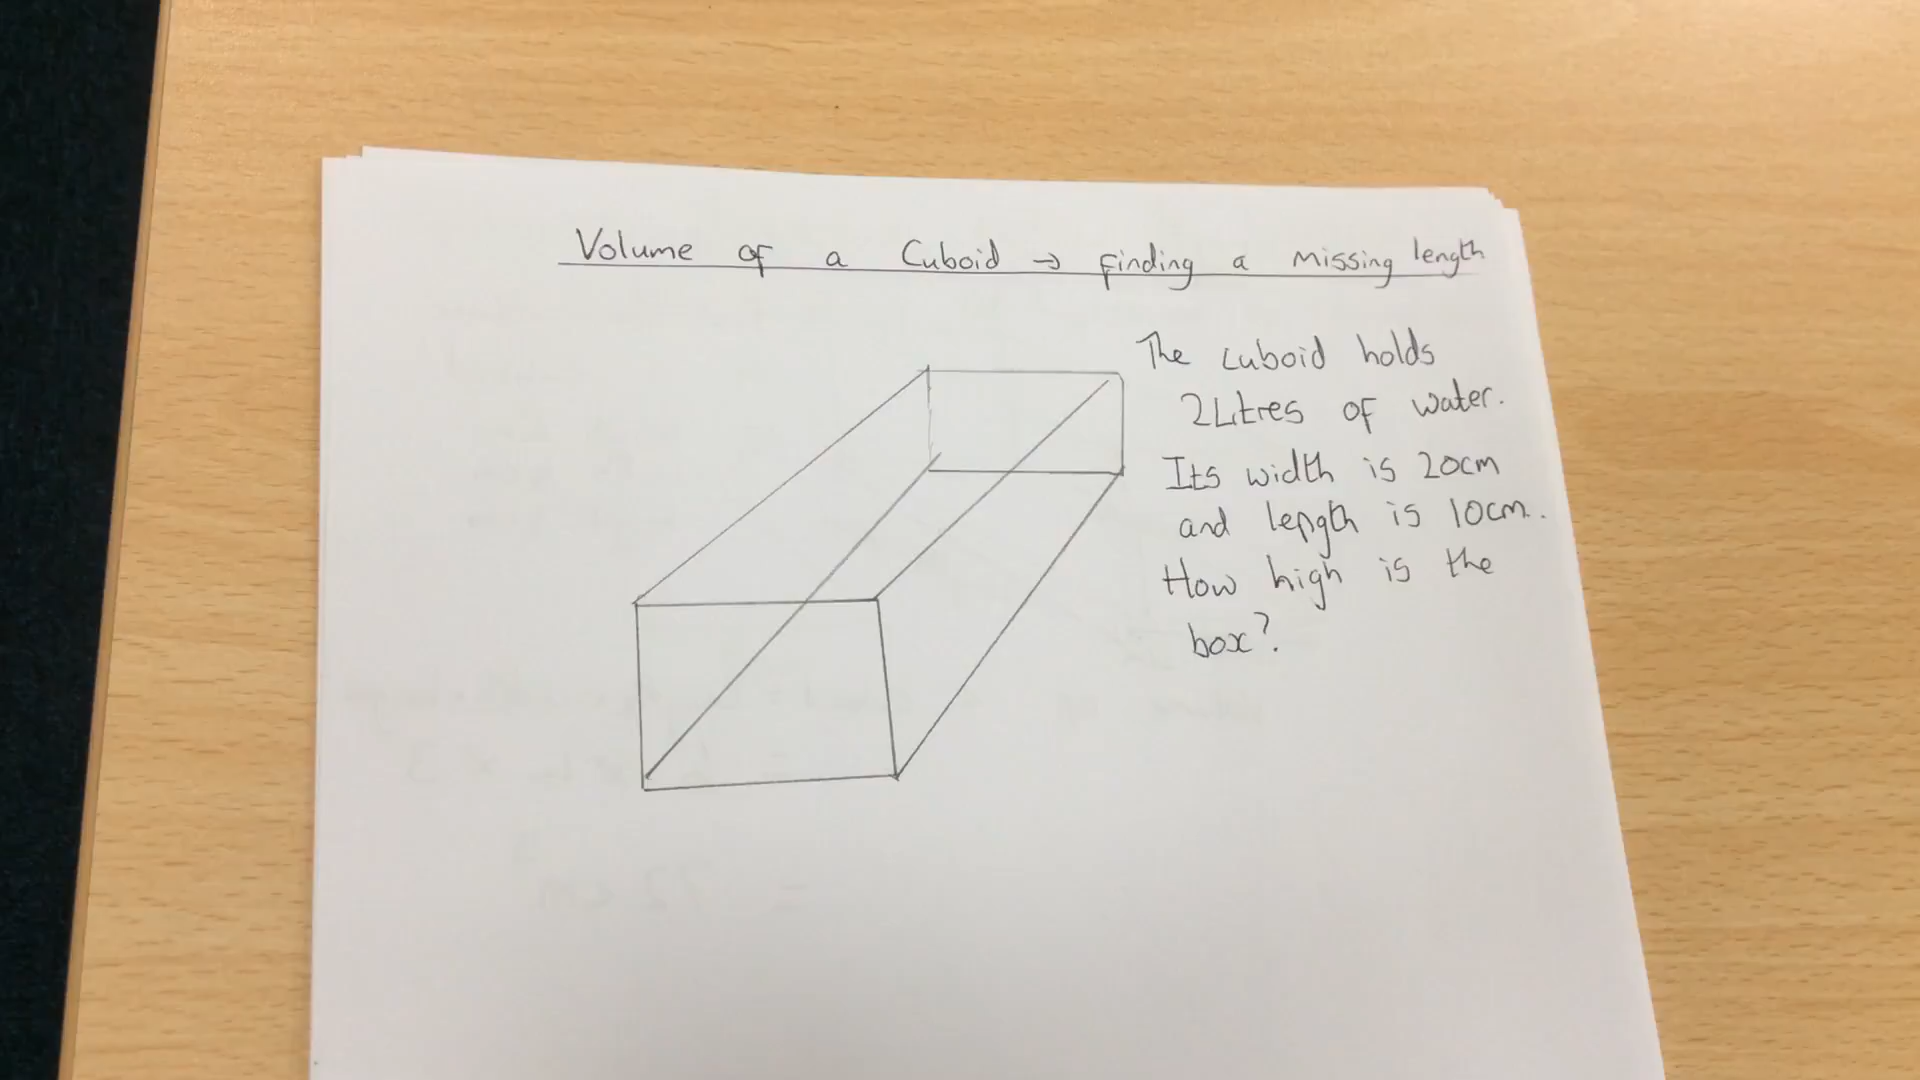 Volume of a Cuboid → finding a missing length
The cuboid holds
2Litres of water.
Its width is 20cm
and length is 10cm.
How high is the
box?